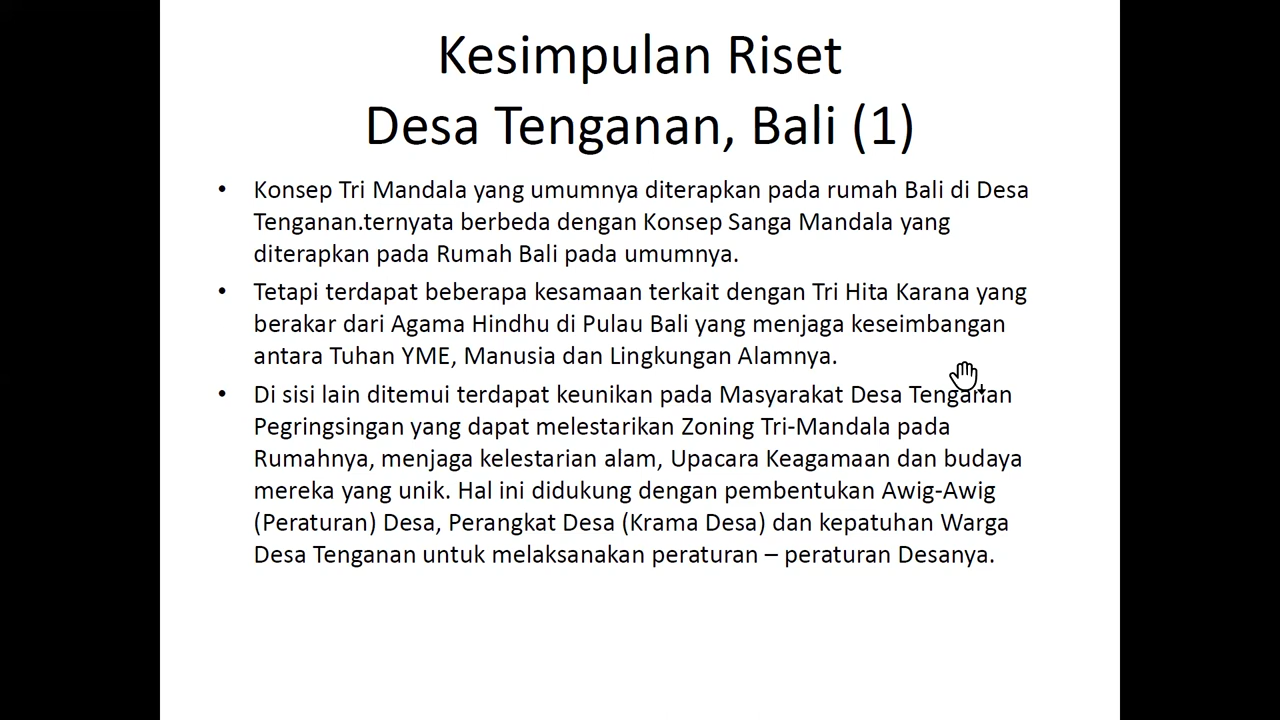 Kesimpulan Riset
Desa Tenganan, Bali (1)
• Konsep Tri Mandala yang umumnya diterapkan pada rumah Bali di Desa
Tenganan.ternyata berbeda dengan Konsep Sanga Mandala yang
diterapkan pada Rumah Bali pada umumnya.
• Tetapi terdapat beberapa kesamaan terkait dengan Tri Hita Karana yang
berakar dari Agama Hindhu di Pulau Bali yang menjaga keseimbangan
antara Tuhan YME, Manusia dan Lingkungan Alamnya.
• Di sisi lain ditemui terdapat keunikan pada Masyarakat Desa Tenganan
Pegringsingan yang dapat melestarikan Zoning Tri-Mandala pada
Rumahnya, menjaga kelestarian alam, Upacara Keagamaan dan budaya
mereka yang unik. Hal ini didukung dengan pembentukan Awig-Awig
(Peraturan) Desa, Perangkat Desa (Krama Desa) dan kepatuhan Warga
Desa Tenganan untuk melaksanakan peraturan – peraturan Desanya.